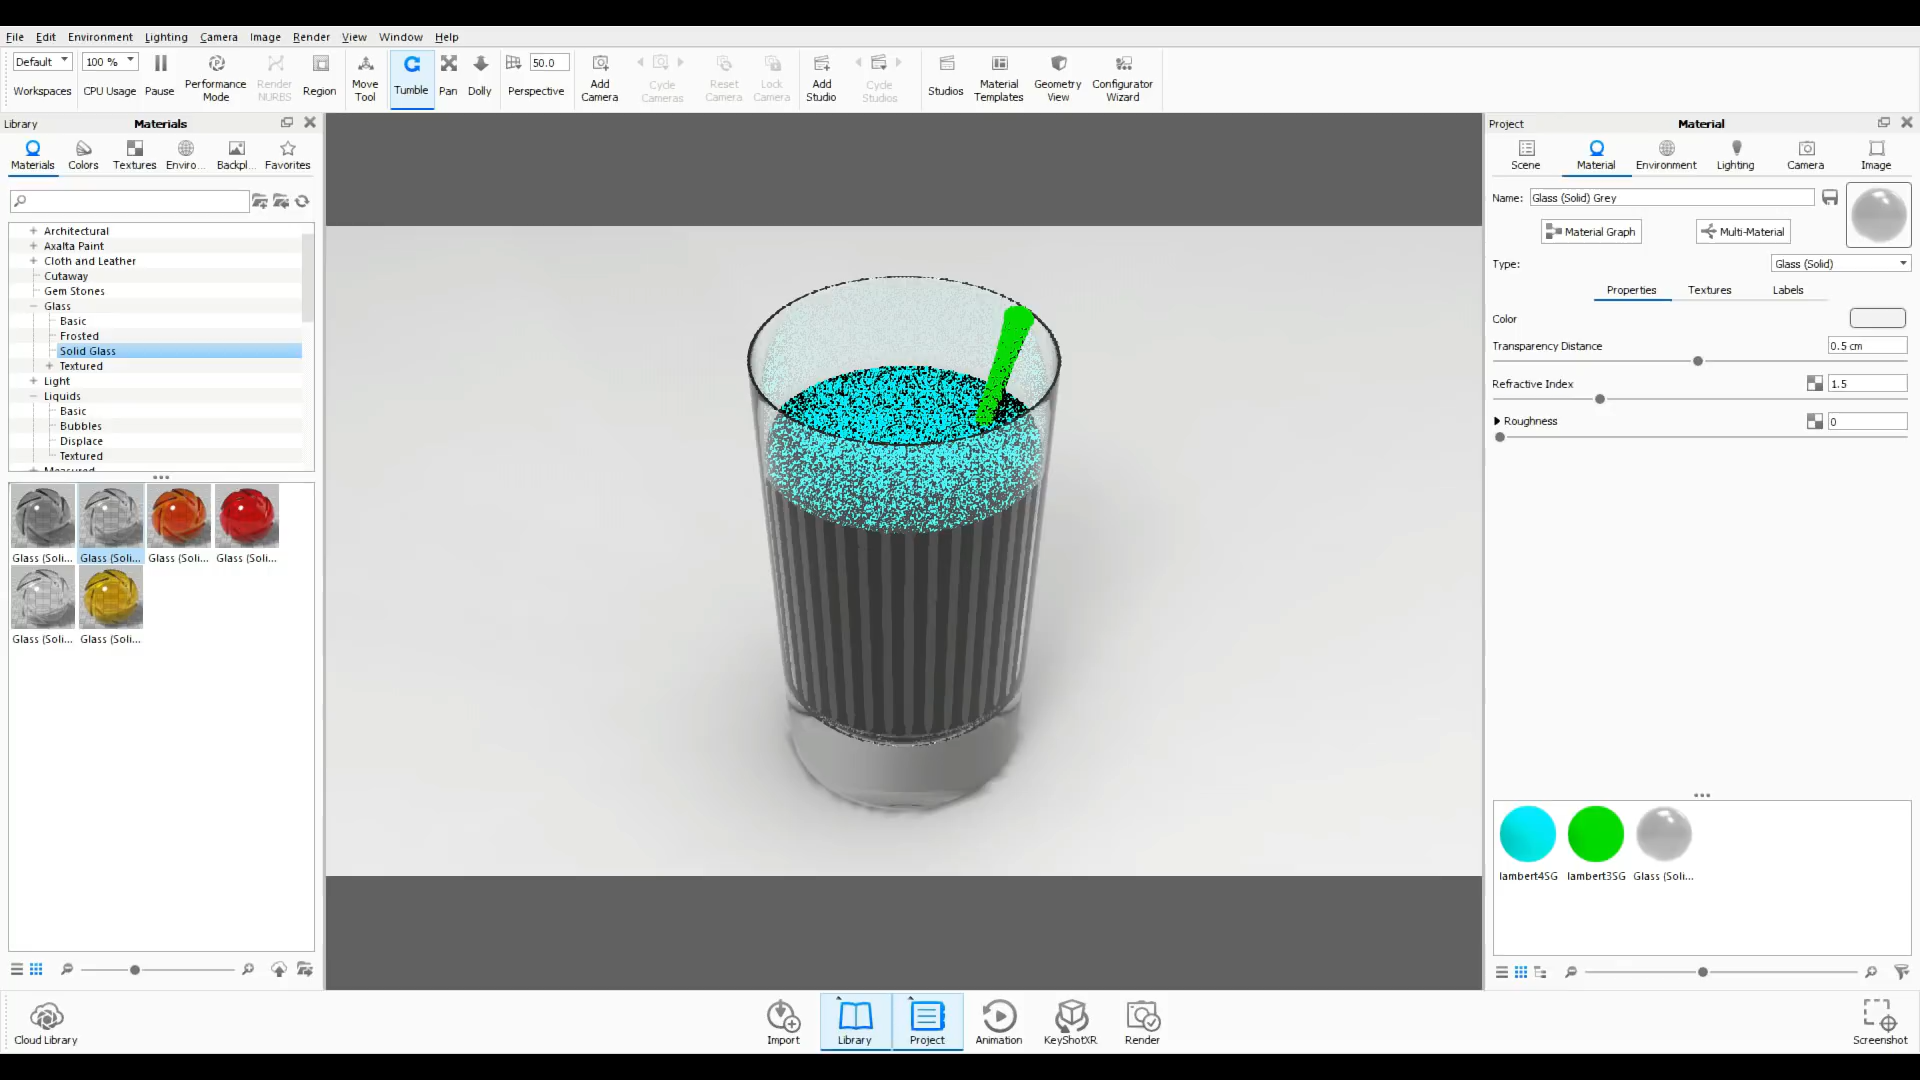 File Edit Environment Lighting Camera Image Render View Window Help
Default 100 % 50.0
Workspaces CPU Usage Pause Performance Mode Render NURBS Region Move Tool Tumble Pan Dolly Perspective Add Camera Cycle Cameras Reset Camera Lock Camera Add Studio Cycle Studios Studios Material Templates Geometry View Configurator Wizard
Library Materials
Materials Colors Textures Enviro... Backpl... Favorites
Architectural
Axalta Paint
Cloth and Leather
Cutaway
Gem Stones
Glass
Basic
Frosted
Solid Glass
Textured
Light
Liquids
Basic
Bubbles
Displace
Textured
Measured
Glass (Soli... Glass (Soli... Glass (Soli... Glass (Soli...
Glass (Soli... Glass (Soli...
Project Material
Scene Material Environment Lighting Camera Image
Name: Glass (Solid) Grey
Material Graph Multi-Material
Type: Glass (Solid)
Properties Textures Labels
Color
Transparency Distance 0.5 cm
Refractive Index 1.5
Roughness 0
lambert4SG lambert3SG Glass (Soli...
Cloud Library Import Library Project Animation KeyShotXR Render Screenshot